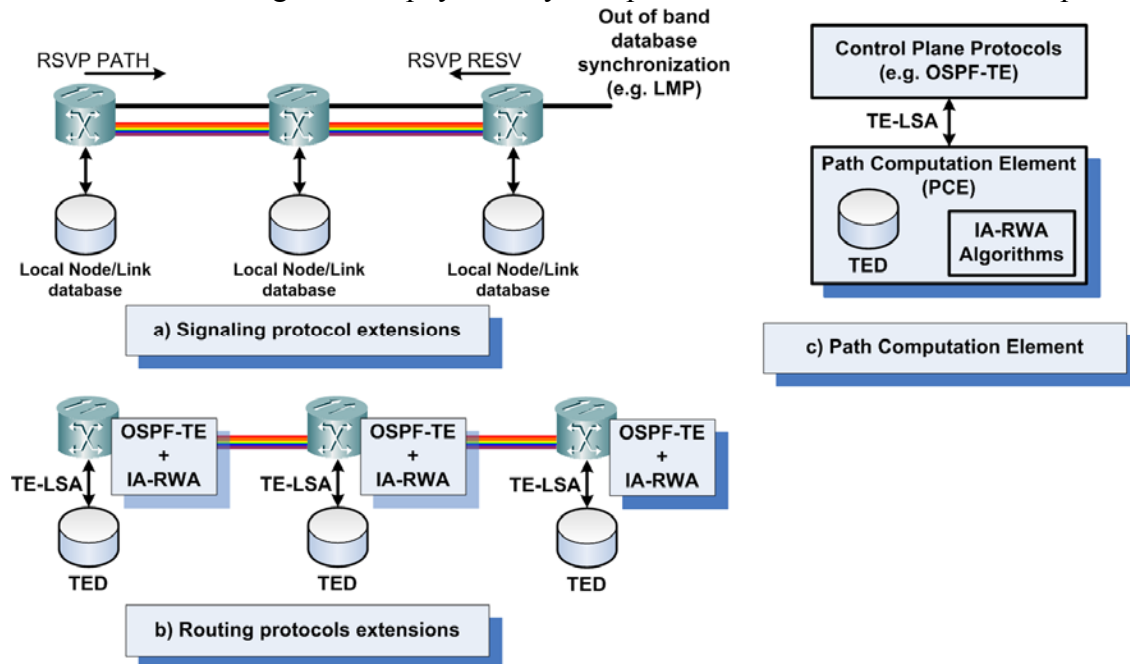 RSVP PATH
RSVP RESV
Out of band
database
synchronization
(e.g. LMP)
Local Node/Link
database
Local Node/Link
database
Local Node/Link
database
a) Signaling protocol extensions
Control Plane Protocols
(e.g. OSPF-TE)
TE-LSA
Path Computation Element
(PCE)
TED
IA-RWA
Algorithms
c) Path Computation Element
OSPF-TE
+
IA-RWA
OSPF-TE
+
IA-RWA
OSPF-TE
+
IA-RWA
TE-LSA
TE-LSA
TE-LSA
TED
TED
TED
b) Routing protocols extensions